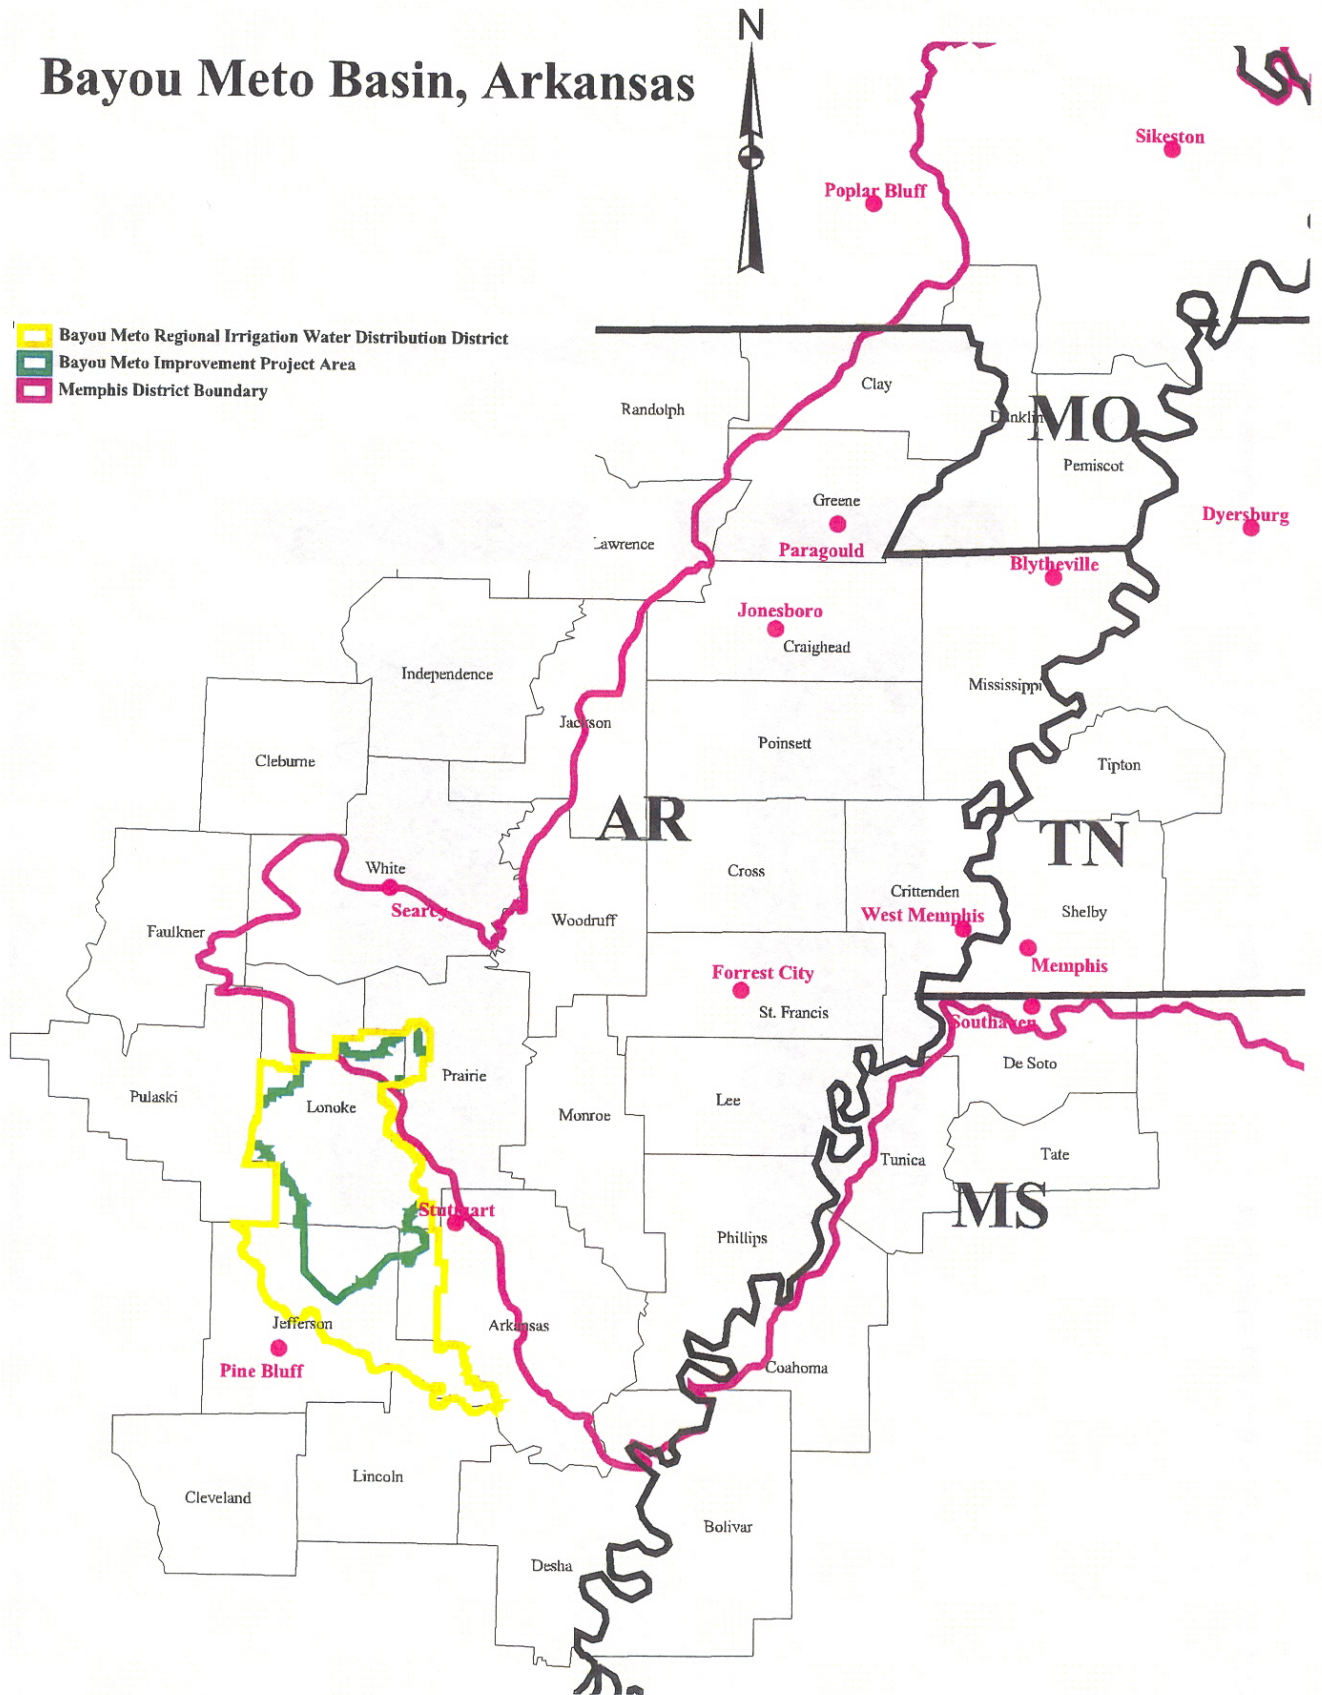 N
Bayou Meto Basin, Arkansas
Sikeston
Poplar Bluff
Bayou Meto Regional Irrigation Water Distribution District
Bayou Meto Improvement Project Area
Memphis District Boundary
Clay
Randolph
Dunklin
MO
Pemiscot
Greene
Dyersburg
Lawrence
Paragould
Blytheville
Jonesboro
Craighead
Independence
Mississippi
Jackson
Poinsett
Cleburne
Tipton
AR
TN
White
Cross
Crittenden
Searcy
Woodruff
West Memphis
Shelby
Faulkner
Memphis
Forrest City
St. Francis
Southaven
De Soto
Prairie
Pulaski
Lonoke
Lee
Monroe
Tunica
Tate
MS
Stuttgart
Phillips
Jefferson
Arkansas
Pine Bluff
Coahoma
Lincoln
Cleveland
Bolivar
Desha